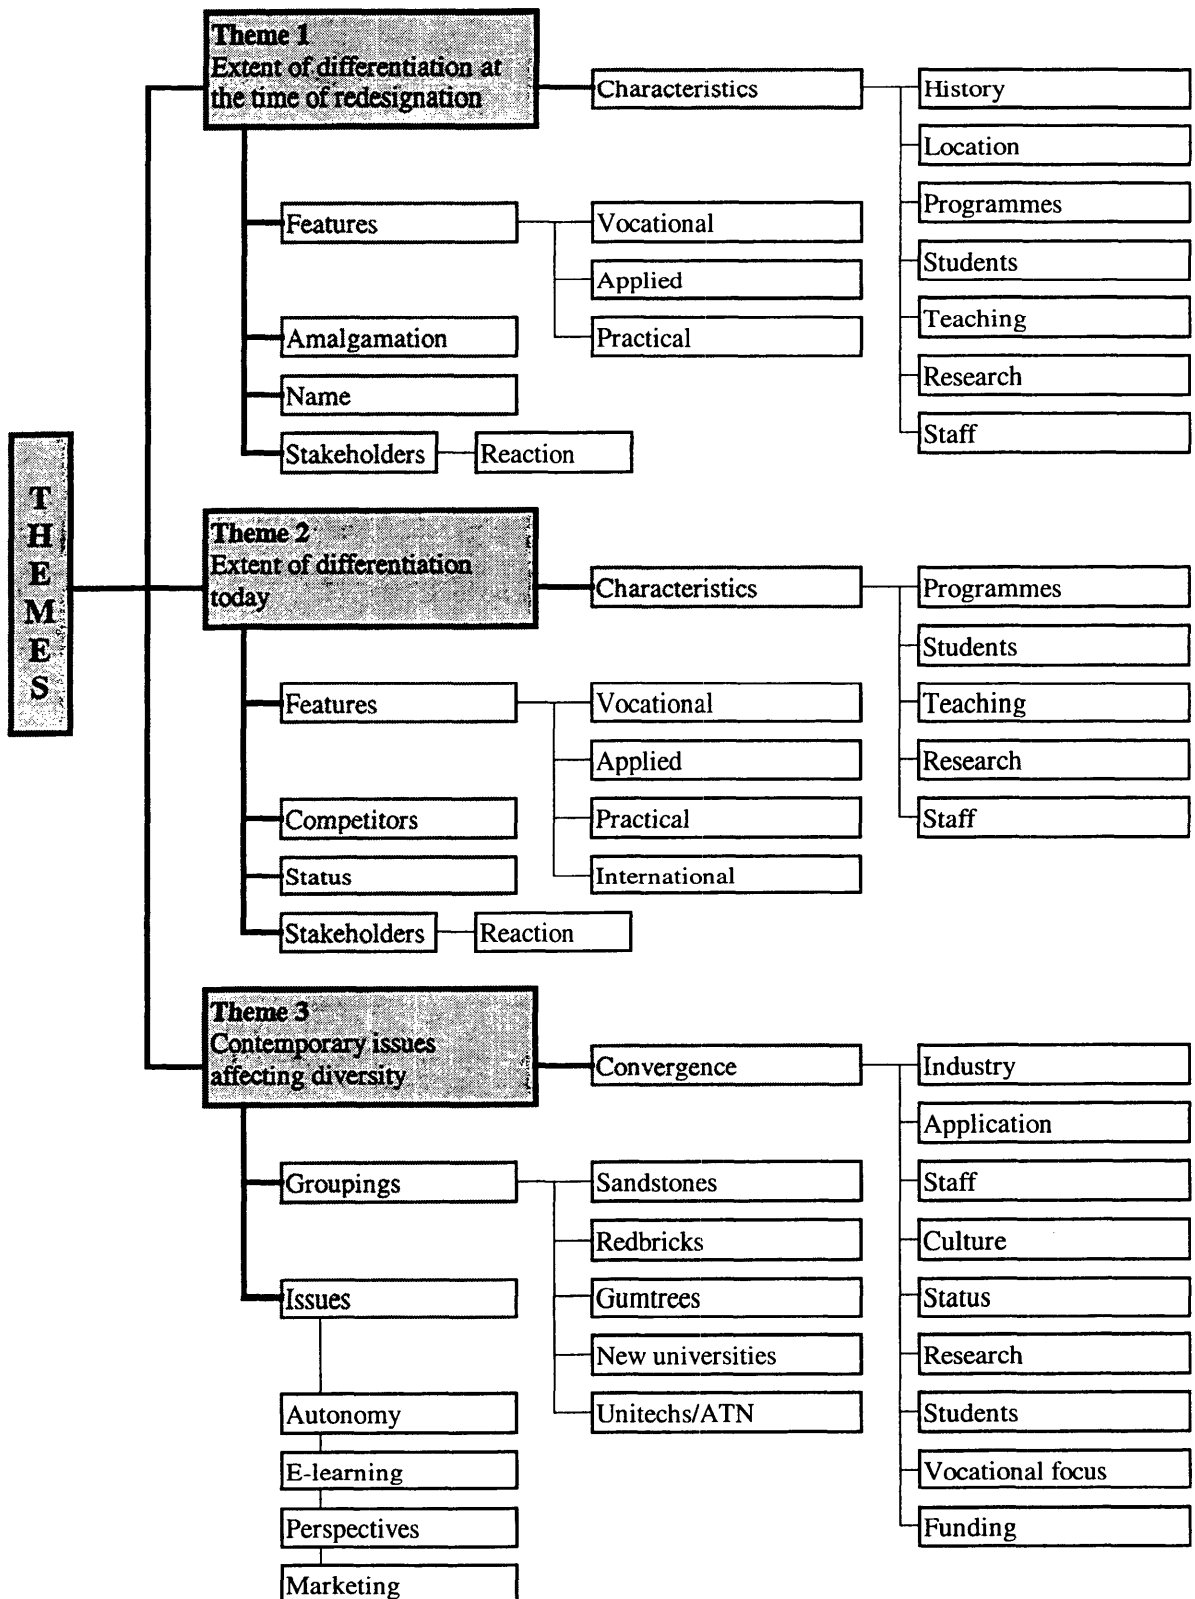 THEMES
Theme 1
Extent of differentiation at
the time of redesignation
Characteristics
History
Location
Programmes
Students
Teaching
Research
Staff
Features
Vocational
Applied
Practical
Amalgamation
Name
Stakeholders
Reaction
Theme 2
Extent of differentiation
today
Characteristics
Programmes
Students
Teaching
Research
Staff
Features
Vocational
Applied
Practical
International
Competitors
Status
Stakeholders
Reaction
Theme 3
Contemporary issues
affecting diversity
Convergence
Industry
Application
Staff
Culture
Status
Research
Students
Vocational focus
Funding
Groupings
Sandstones
Redbricks
Gumtrees
New universities
Unitechs/ATN
Issues
Autonomy
E-learning
Perspectives
Marketing